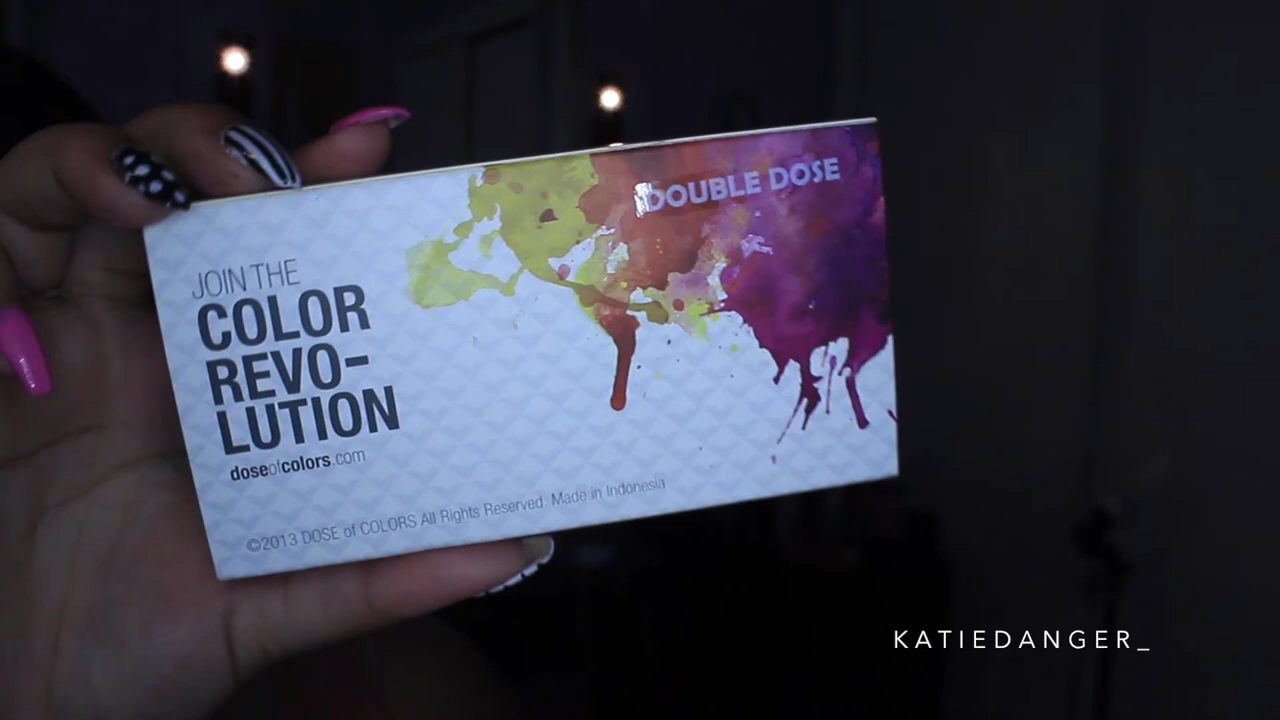 DOUBLE DOSE
JOIN THE
COLOR
REVO-
LUTION
doseofcolors.com
©2013 DOSE of COLORS All Rights Reserved. Made in Indonesia
KATIEDANGER_